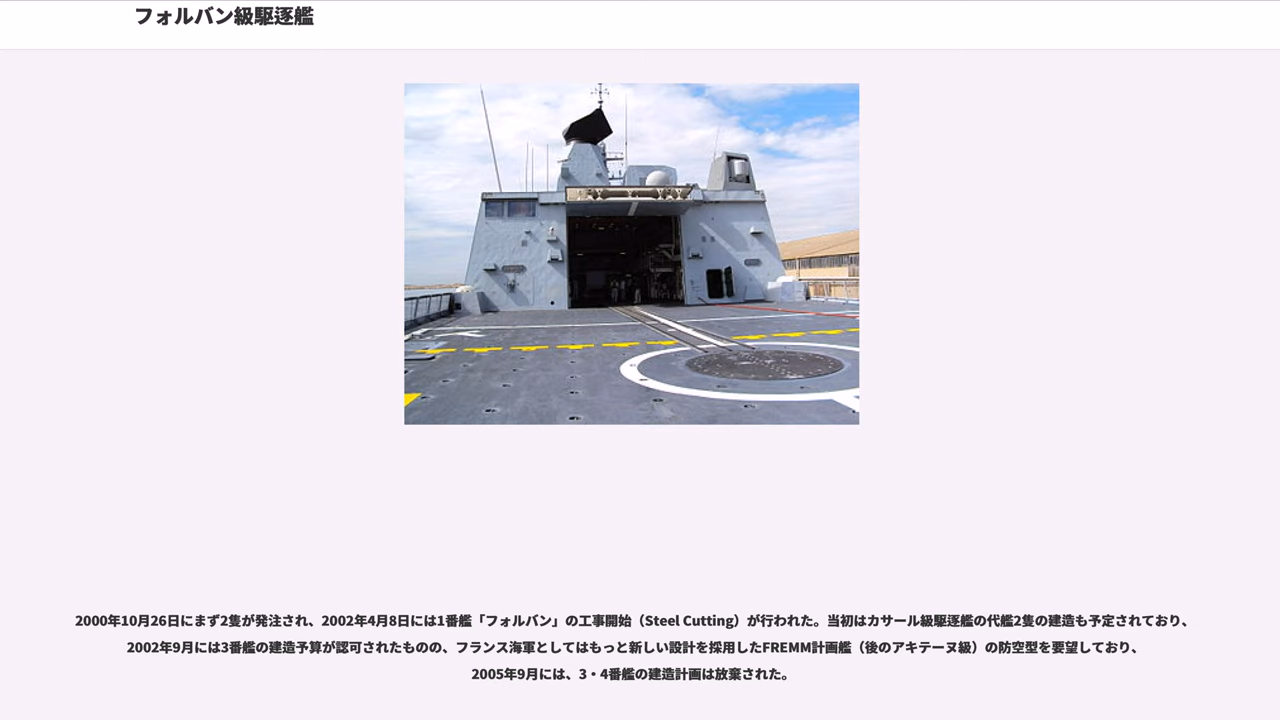 フォルバン級駆逐艦
2000年10月26日にまず2隻が発注され、2002年4月8日には1番艦「フォルバン」の工事開始（Steel Cutting）が行われた。当初はカサール級駆逐艦の代艦2隻の建造も予定されており、
2002年9月には3番艦の建造予算が認可されたものの、フランス海軍としてはもっと新しい設計を採用したFREMM計画艦（後のアキテーヌ級）の防空型を要望しており、
2005年9月には、3・4番艦の建造計画は放棄された。